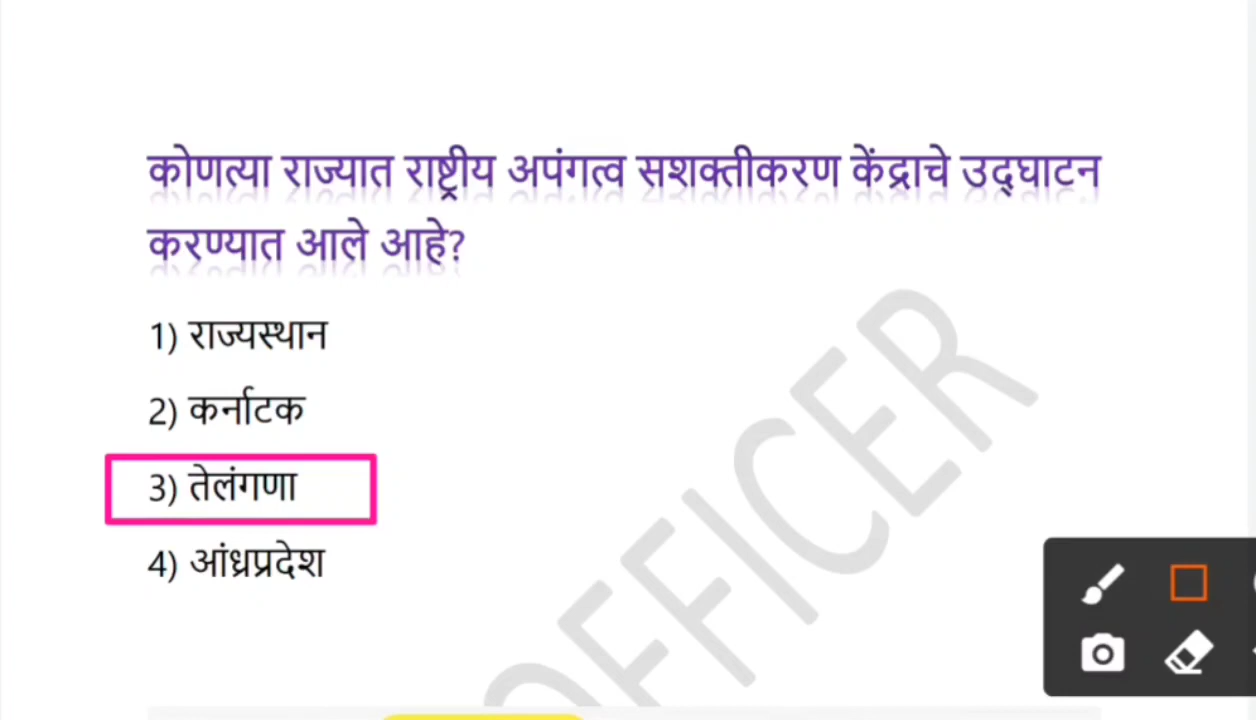 कोणत्या राज्यात राष्ट्रीय अपंगत्व सशक्तीकरण केंद्राचे उद्घाटन
करण्यात आले आहे?
1) राज्यस्थान
2) कर्नाटक
3) तेलंगणा
4) आंध्रप्रदेश
OFFICER